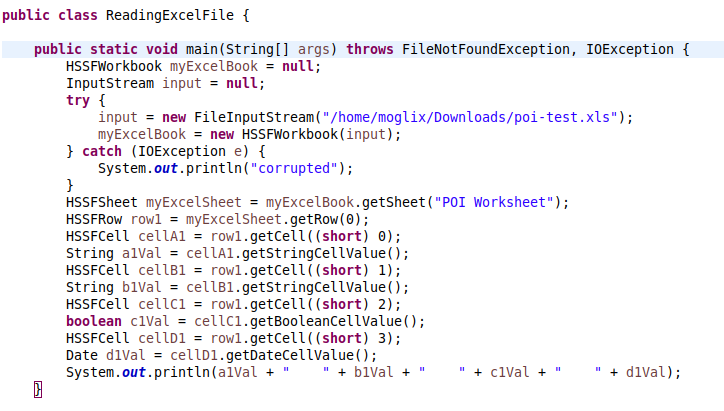 public class ReadingExcelFile {
    public static void main(String[] args) throws FileNotFoundException, IOException {
        HSSFWorkbook myExcelBook = null;
        InputStream input = null;
        try {
            input = new FileInputStream("/home/moglix/Downloads/poi-test.xls");
            myExcelBook = new HSSFWorkbook(input);
        } catch (IOException e) {
            System.out.println("corrupted");
        }
        HSSFSheet myExcelSheet = myExcelBook.getSheet("POI Worksheet");
        HSSFRow row1 = myExcelSheet.getRow(0);
        HSSFCell cellA1 = row1.getCell((short) 0);
        String a1Val = cellA1.getStringCellValue();
        HSSFCell cellB1 = row1.getCell((short) 1);
        String b1Val = cellB1.getStringCellValue();
        HSSFCell cellC1 = row1.getCell((short) 2);
        boolean c1Val = cellC1.getBooleanCellValue();
        HSSFCell cellD1 = row1.getCell((short) 3);
        Date d1Val = cellD1.getDateCellValue();
        System.out.println(a1Val + "    " + b1Val + "    " + c1Val + "    " + d1Val);
    }